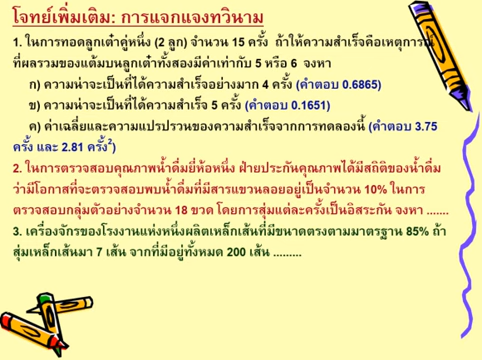 โจทย์เพิ่มเติม: การแจกแจงทวินาม
1. ในการทอดลูกเต๋าคู่หนึ่ง (2 ลูก) จำนวน 15 ครั้ง ถ้าให้ความสำเร็จคือเหตุการณ์
ที่ผลรวมของแต้มบนลูกเต๋าทั้งสองมีค่าเท่ากับ 5 หรือ 6 จงหา
ก) ความน่าจะเป็นที่ได้ความสำเร็จอย่างมาก 4 ครั้ง (คำตอบ 0.6865)
ข) ความน่าจะเป็นที่ได้ความสำเร็จ 5 ครั้ง (คำตอบ 0.1651)
ค) ค่าเฉลี่ยและความแปรปรวนของความสำเร็จจากการทดลองนี้ (คำตอบ 3.75
ครั้ง และ 2.81 ครั้ง²)
2. ในการตรวจสอบคุณภาพน้ำดื่มยี่ห้อหนึ่ง ฝ่ายประกันคุณภาพได้มีสถิติของน้ำดื่ม
ว่ามีโอกาสที่จะตรวจสอบพบน้ำดื่มที่มีสารแขวนลอยอยู่เป็นจำนวน 10% ในการ
ตรวจสอบกลุ่มตัวอย่างจำนวน 18 ขวด โดยการสุ่มแต่ละครั้งเป็นอิสระกัน จงหา .......
3. เครื่องจักรของโรงงานแห่งหนึ่งผลิตเหล็กเส้นที่มีขนาดตรงตามมาตรฐาน 85% ถ้า
สุ่มเหล็กเส้นมา 7 เส้น จากที่มีอยู่ทั้งหมด 200 เส้น .........